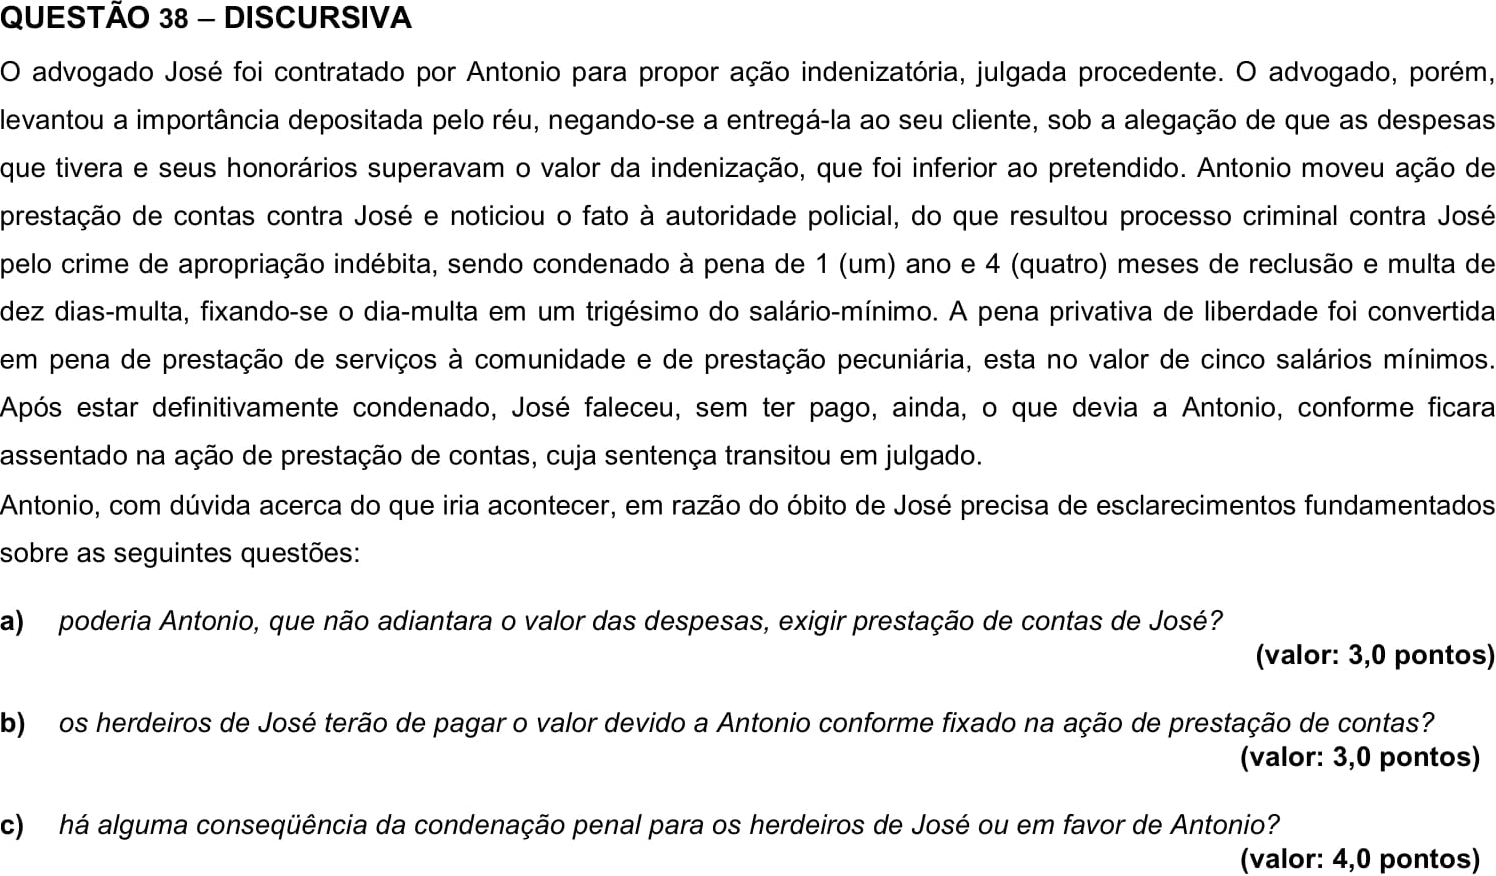 QUESTÃO 38 – DISCURSIVA
O advogado José foi contratado por Antonio para propor ação indenizatória, julgada procedente. O advogado, porém,
levantou a importância depositada pelo réu, negando-se a entregá-la ao seu cliente, sob a alegação de que as despesas
que tivera e seus honorários superavam o valor da indenização, que foi inferior ao pretendido. Antonio moveu ação de
prestação de contas contra José e noticiou o fato à autoridade policial, do que resultou processo criminal contra José
pelo crime de apropriação indébita, sendo condenado à pena de 1 (um) ano e 4 (quatro) meses de reclusão e multa de
dez dias-multa, fixando-se o dia-multa em um trigésimo do salário-mínimo. A pena privativa de liberdade foi convertida
em pena de prestação de serviços à comunidade e de prestação pecuniária, esta no valor de cinco salários mínimos.
Após estar definitivamente condenado, José faleceu, sem ter pago, ainda, o que devia a Antonio, conforme ficara
assentado na ação de prestação de contas, cuja sentença transitou em julgado.
Antonio, com dúvida acerca do que iria acontecer, em razão do óbito de José precisa de esclarecimentos fundamentados
sobre as seguintes questões:
a) poderia Antonio, que não adiantara o valor das despesas, exigir prestação de contas de José?
(valor: 3,0 pontos)
b) os herdeiros de José terão de pagar o valor devido a Antonio conforme fixado na ação de prestação de contas?
(valor: 3,0 pontos)
c) há alguma conseqüência da condenação penal para os herdeiros de José ou em favor de Antonio?
(valor: 4,0 pontos)